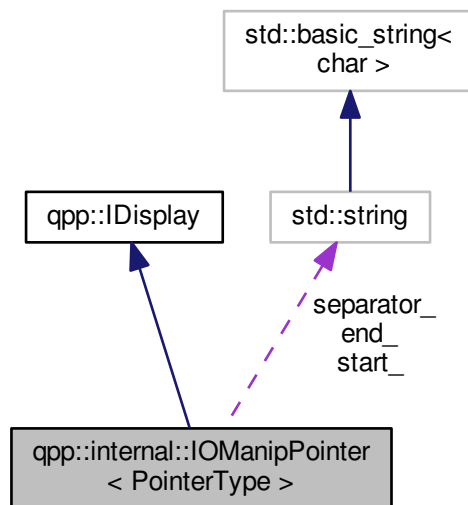 std::basic_string<
char >
qpp::IDisplay
std::string
separator_
end_
start_
qpp::internal::IOManipPointer
< PointerType >